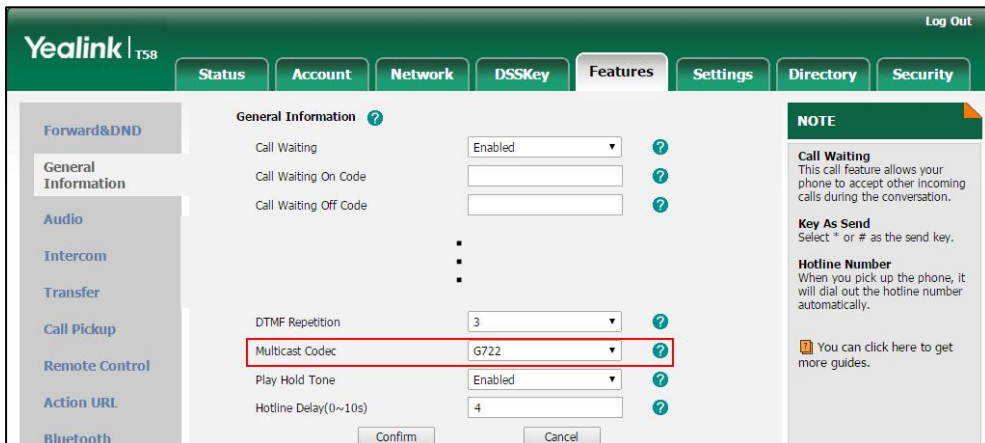 Log Out
Yealink | T58
Status Account Network DSSKey Features Settings Directory Security
Forward&DND
General
Information
Audio
Intercom
Transfer
Call Pickup
Remote Control
Action URL
Bluetooth
General Information ?
Call Waiting Enabled ?
Call Waiting On Code ?
Call Waiting Off Code ?
DTMF Repetition 3 ?
Multicast Codec G722 ?
Play Hold Tone Enabled ?
Hotline Delay(0~10s) 4 ?
Confirm Cancel
NOTE
Call Waiting
This call feature allows your
phone to accept other incoming
calls during the conversation.
Key As Send
Select * or # as the send key.
Hotline Number
When you pick up the phone, it
will dial out the hotline number
automatically.
? You can click here to get
more guides.